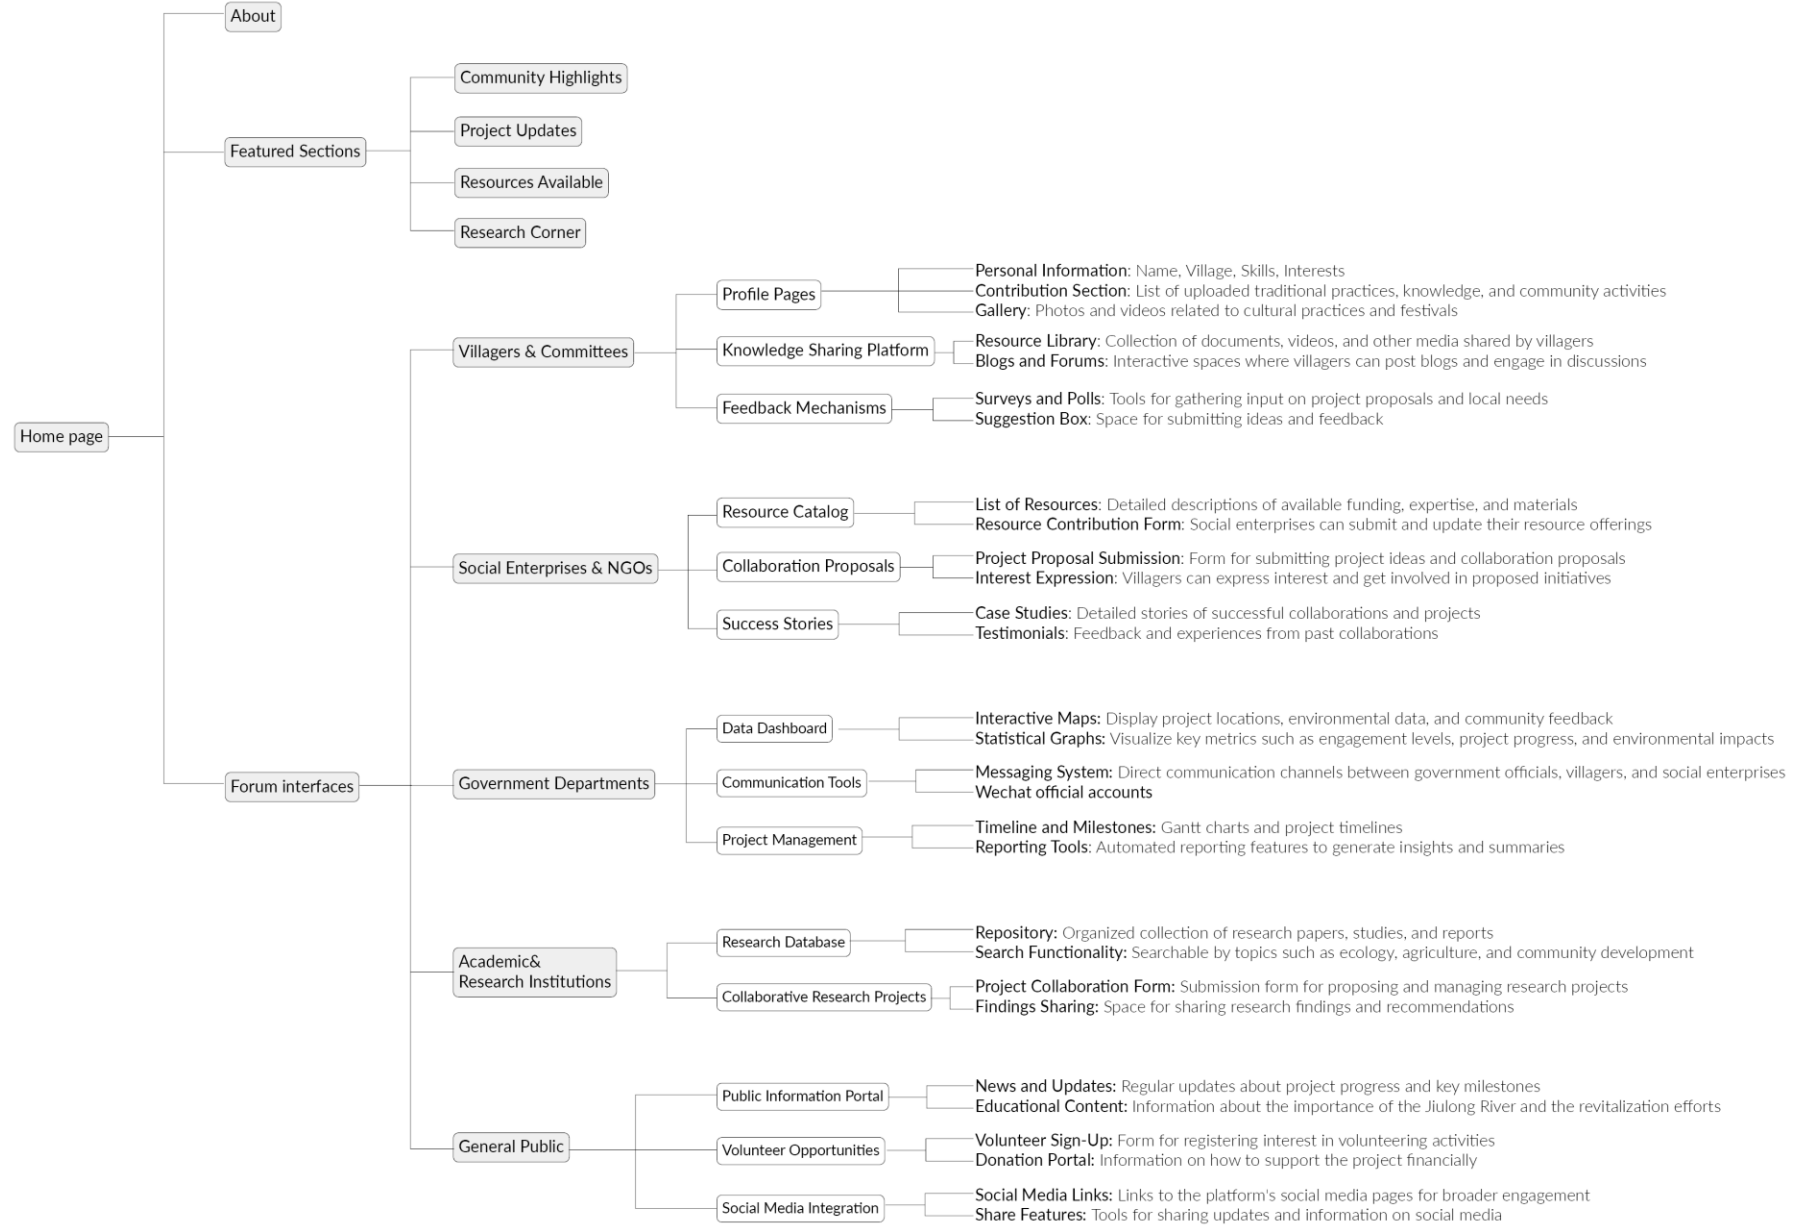 About
Community Highlights
Project Updates
Featured Sections
Resources Available
Research Corner
Personal Information: Name, Village, Skills, Interests
Profile Pages
Contribution Section: List of uploaded traditional practices, knowledge, and community activities
Gallery: Photos and videos related to cultural practices and festivals
Villagers & Committees
Knowledge Sharing Platform
Resource Library: Collection of documents, videos, and other media shared by villagers
Blogs and Forums: Interactive spaces where villagers can post blogs and engage in discussions
Feedback Mechanisms
Surveys and Polls: Tools for gathering input on project proposals and local needs
Suggestion Box: Space for submitting ideas and feedback
Home page
Resource Catalog
List of Resources: Detailed descriptions of available funding, expertise, and materials
Resource Contribution Form: Social enterprises can submit and update their resource offerings
Social Enterprises & NGOs
Collaboration Proposals
Project Proposal Submission: Form for submitting project ideas and collaboration proposals
Interest Expression: Villagers can express interest and get involved in proposed initiatives
Success Stories
Case Studies: Detailed stories of successful collaborations and projects
Testimonials: Feedback and experiences from past collaborations
Data Dashboard
Interactive Maps: Display project locations, environmental data, and community feedback
Statistical Graphs: Visualize key metrics such as engagement levels, project progress, and environmental impacts
Forum interfaces
Government Departments
Communication Tools
Messaging System: Direct communication channels between government officials, villagers, and social enterprises
Wechat official accounts
Project Management
Timeline and Milestones: Gantt charts and project timelines
Reporting Tools: Automated reporting features to generate insights and summaries
Academic&
Research Institutions
Research Database
Repository: Organized collection of research papers, studies, and reports
Search Functionality: Searchable by topics such as ecology, agriculture, and community development
Collaborative Research Projects
Project Collaboration Form: Submission form for proposing and managing research projects
Findings Sharing: Space for sharing research findings and recommendations
General Public
Public Information Portal
News and Updates: Regular updates about project progress and key milestones
Educational Content: Information about the importance of the Jiulong River and the revitalization efforts
Volunteer Opportunities
Volunteer Sign-Up: Form for registering interest in volunteering activities
Donation Portal: Information on how to support the project financially
Social Media Integration
Social Media Links: Links to the platform's social media pages for broader engagement
Share Features: Tools for sharing updates and information on social media